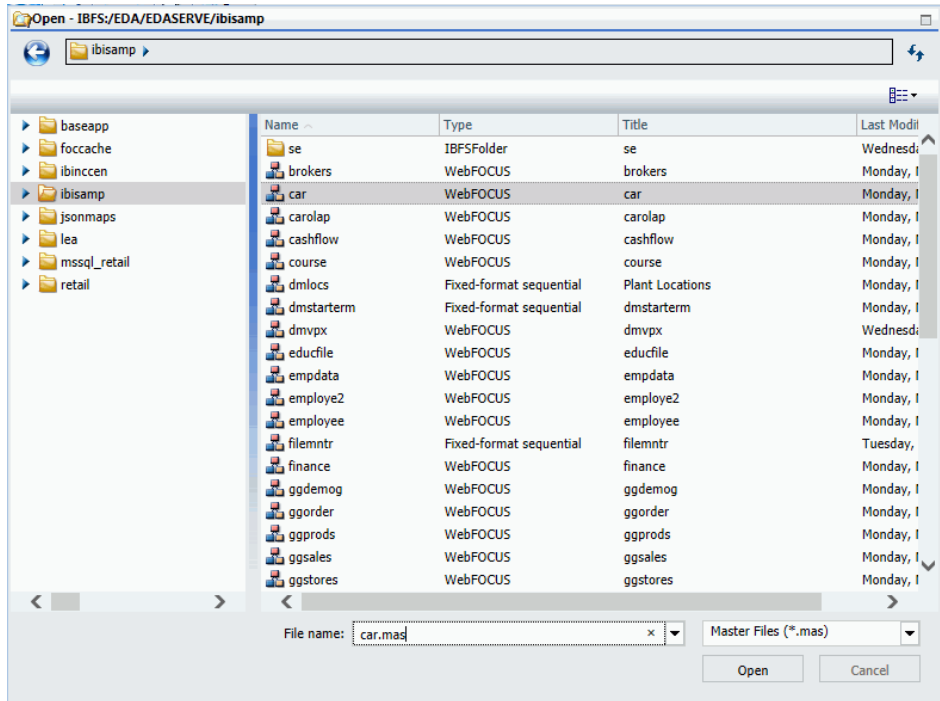 Open - IBFS:/EDA/EDASERVE/ibisamp
ibisamp
baseapp
foccache
ibinccen
ibisamp
jsonmaps
lea
mssql_retail
retail
Name Type Title Last Modif
se IBFSFolder se Wednesda
brokers WebFOCUS brokers Monday,
car WebFOCUS car Monday,
carolap WebFOCUS carolap Monday,
cashflow WebFOCUS cashflow Monday,
course WebFOCUS course Monday,
dmlocs Fixed-format sequential Plant Locations Monday,
dmstarterm Fixed-format sequential dmstarterm Monday,
dmvpx WebFOCUS dmvpx Wednesda
educfile WebFOCUS educfile Monday,
empdata WebFOCUS empdata Monday,
employe2 WebFOCUS employe2 Monday,
employee WebFOCUS employee Monday,
filemntr Fixed-format sequential filemntr Tuesday,
finance WebFOCUS finance Monday,
ggdemog WebFOCUS ggdemog Monday,
ggorder WebFOCUS ggorder Monday,
ggprods WebFOCUS ggprods Monday,
ggsales WebFOCUS ggsales Monday,
ggstores WebFOCUS ggstores Monday,
File name: car.mas Master Files (*.mas)
Open Cancel